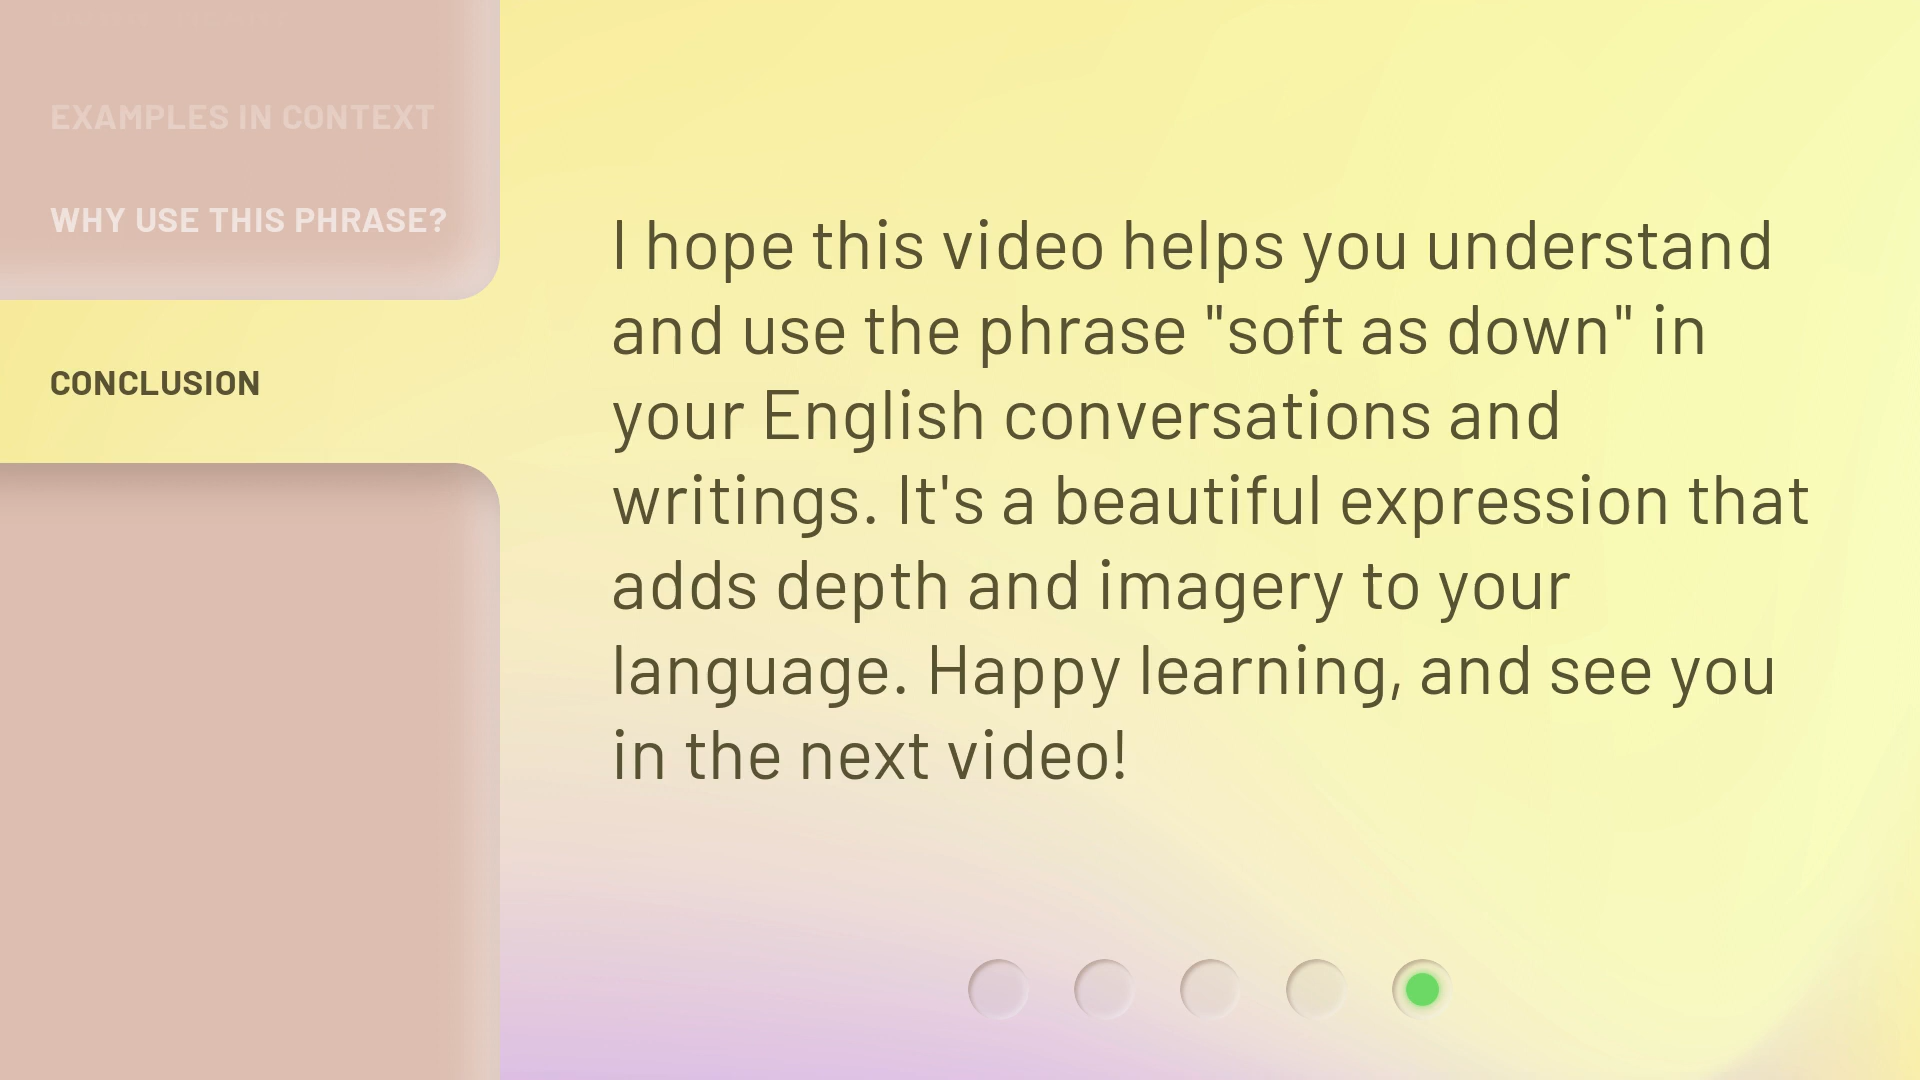 EXAMPLES IN CONTEXT
WHY USE THIS PHRASE?
CONCLUSION
I hope this video helps you understand
and use the phrase "soft as down" in
your English conversations and
writings. It's a beautiful expression that
adds depth and imagery to your
language. Happy learning, and see you
in the next video!